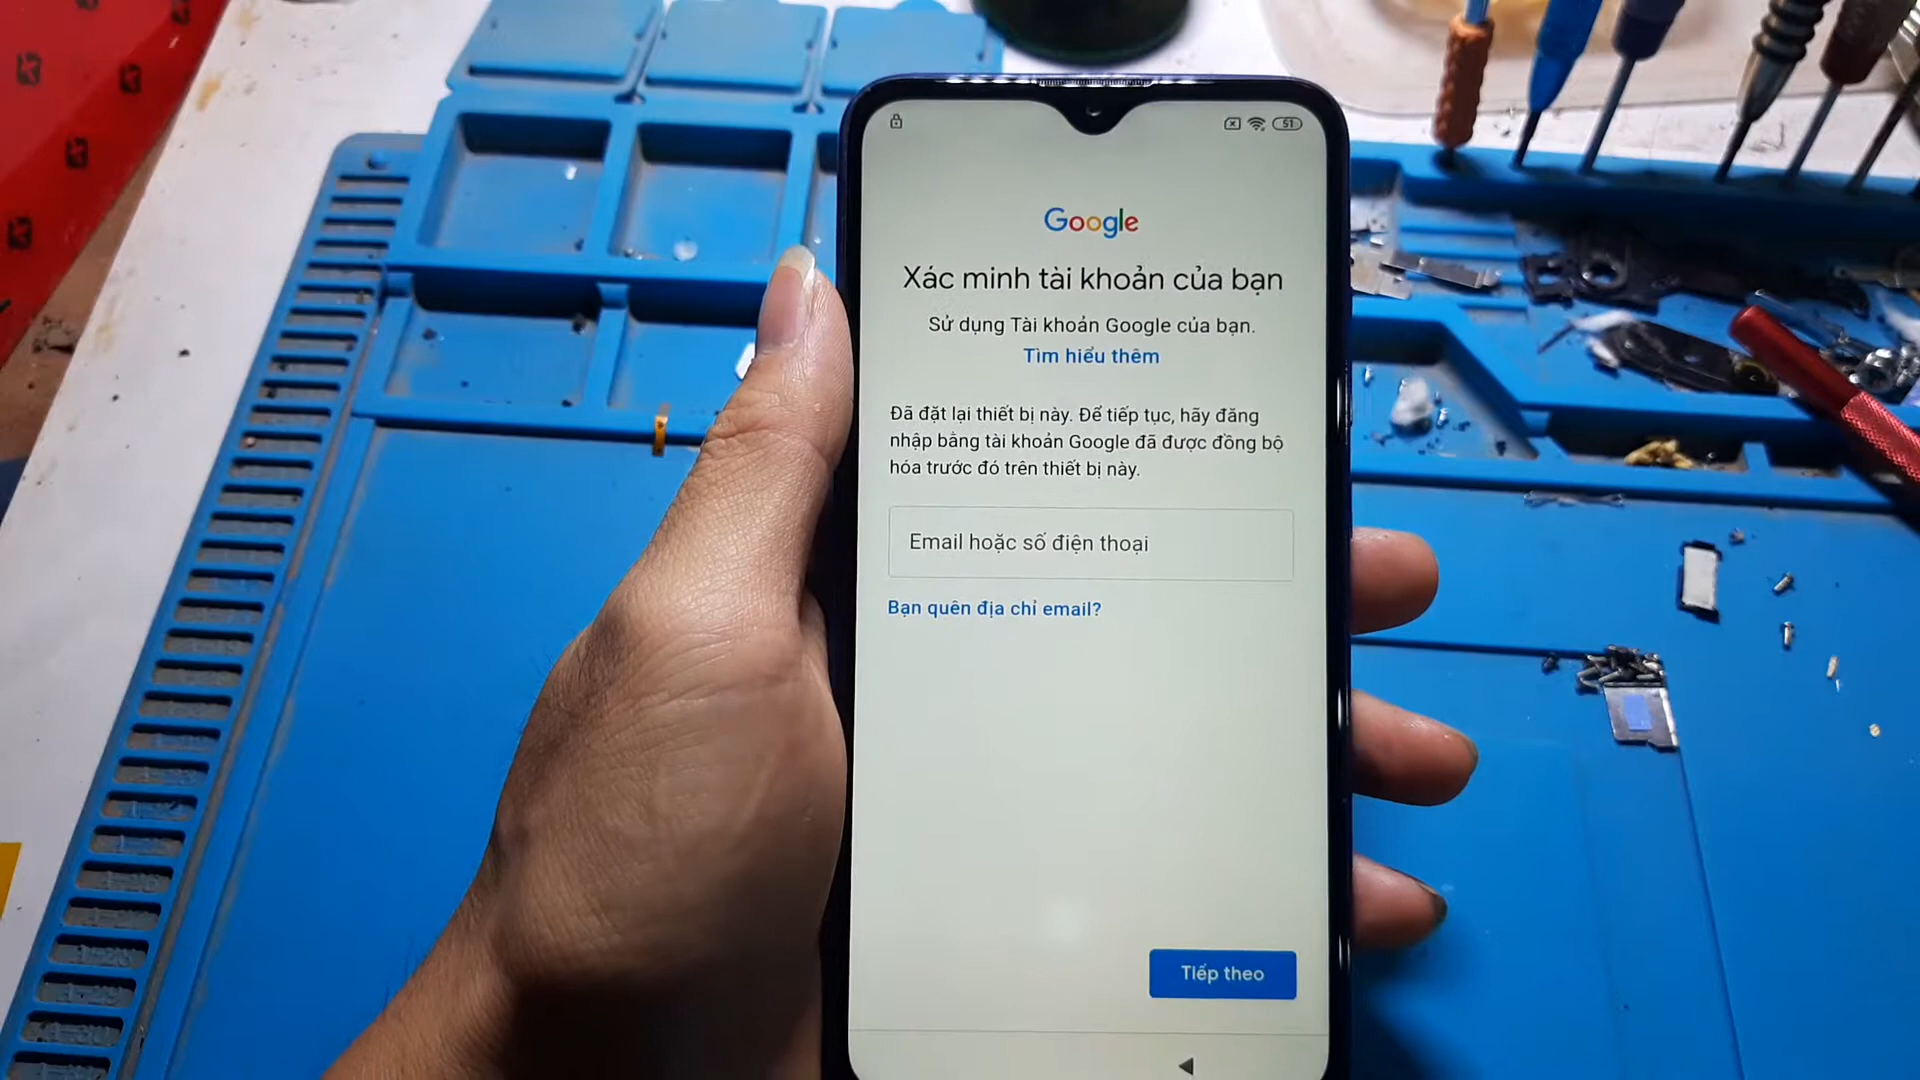 51
Google
Xác minh tài khoản của bạn
Sử dụng Tài khoản Google của bạn.
Tìm hiểu thêm
Đã đặt lại thiết bị này. Để tiếp tục, hãy đăng
nhập bằng tài khoản Google đã được đồng bộ
hóa trước đó trên thiết bị này.
Email hoặc số điện thoại
Bạn quên địa chỉ email?
Tiếp theo